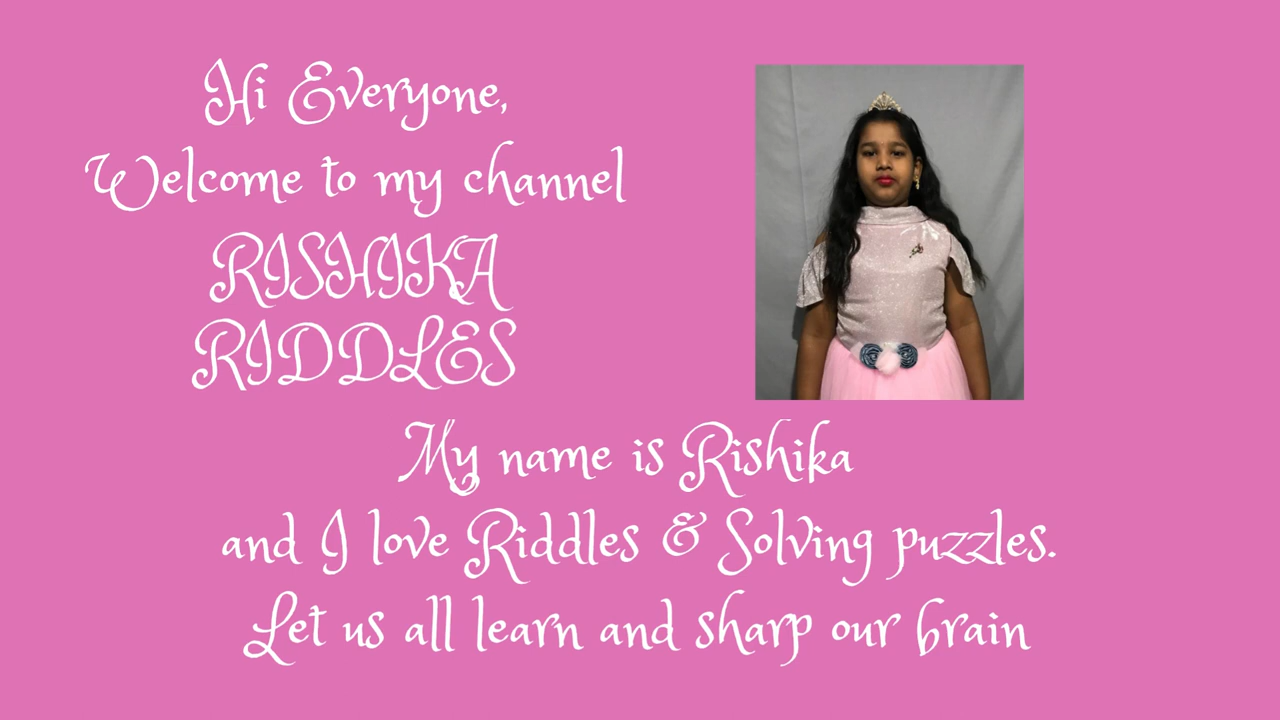 Hi Everyone,
Welcome to my channel
RISHIKA
RIDDLES
My name is Rishika
and I love Riddles & Solving puzzles.
Let us all learn and sharp our brain